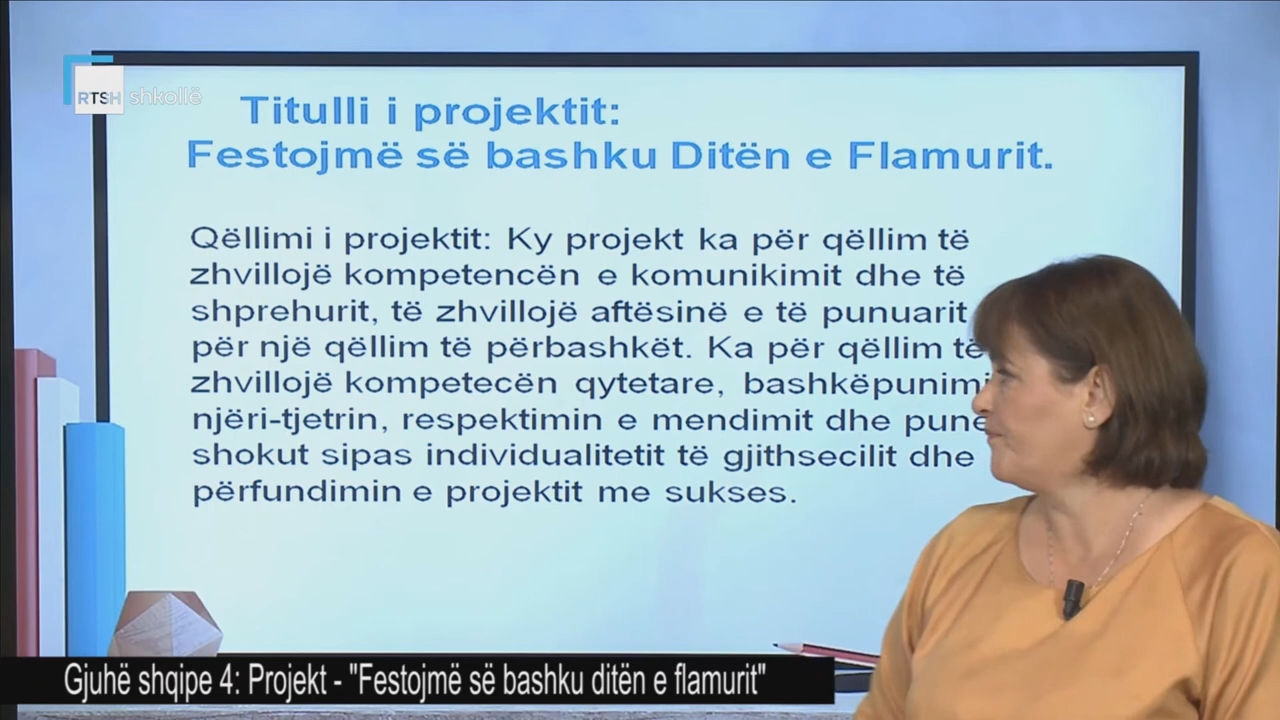 RTSH shkollë
Titulli i projektit:
Festojmë së bashku Ditën e Flamurit.
Qëllimi i projektit: Ky projekt ka për qëllim të
zhvillojë kompetencën e komunikimit dhe të
shprehurit, të zhvillojë aftësinë e të punuarit
për një qëllim të përbashkët. Ka për qëllim të
zhvillojë kompetecën qytetare,
njëri-tjetrin, respektimin e mendimit dhe
shokut sipas individualitetit të gjithsecilit dhe
përfundimin e projektit me sukses.
Gjuhë shqipe 4: Projekt - "Festojmë së bashku ditën e flamurit"